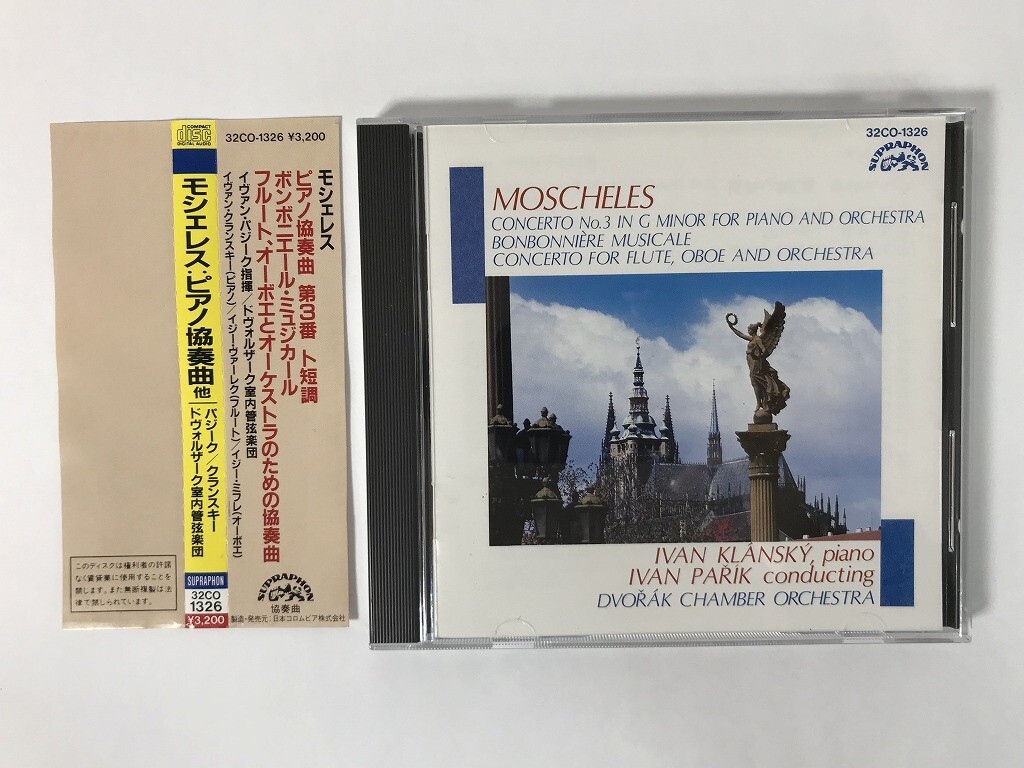 COMPACT
disc
DIGITAL AUDIO
32CO-1326 ¥3,200
モシェレス
ピアノ協奏曲 第3番 ト短調
ボンボニエール・ミュジカール
フルート、オーボエとオーケストラのための協奏曲
イヴァン・パジーク指揮/ドヴォルザーク室内管弦楽団
イヴァン・クランスキー(ピアノ)/イジー・ヴァーレク(フルート)/イジー・ミフレ(オーボエ)
SUPRAPHON
協奏曲
製造・発売元:日本コロムビア株式会社
モシェレス:ピアノ協奏曲 他
パジーク/クランスキー
ドヴォルザーク室内管弦楽団
SUPRAPHON
32CO
1326
¥3,200
このディスクは権利者の許諾
なく賃貸業に使用することを
禁じます。また無断複製は法
律で禁じられています。
32CO-1326
SUPRAPHON
MOSCHELES
CONCERTO No.3 IN G MINOR FOR PIANO AND ORCHESTRA
BONBONNIÈRE MUSICALE
CONCERTO FOR FLUTE, OBOE AND ORCHESTRA
IVAN KLÁNSKÝ, piano
IVAN PAŘÍK conducting
DVOŘÁK CHAMBER ORCHESTRA